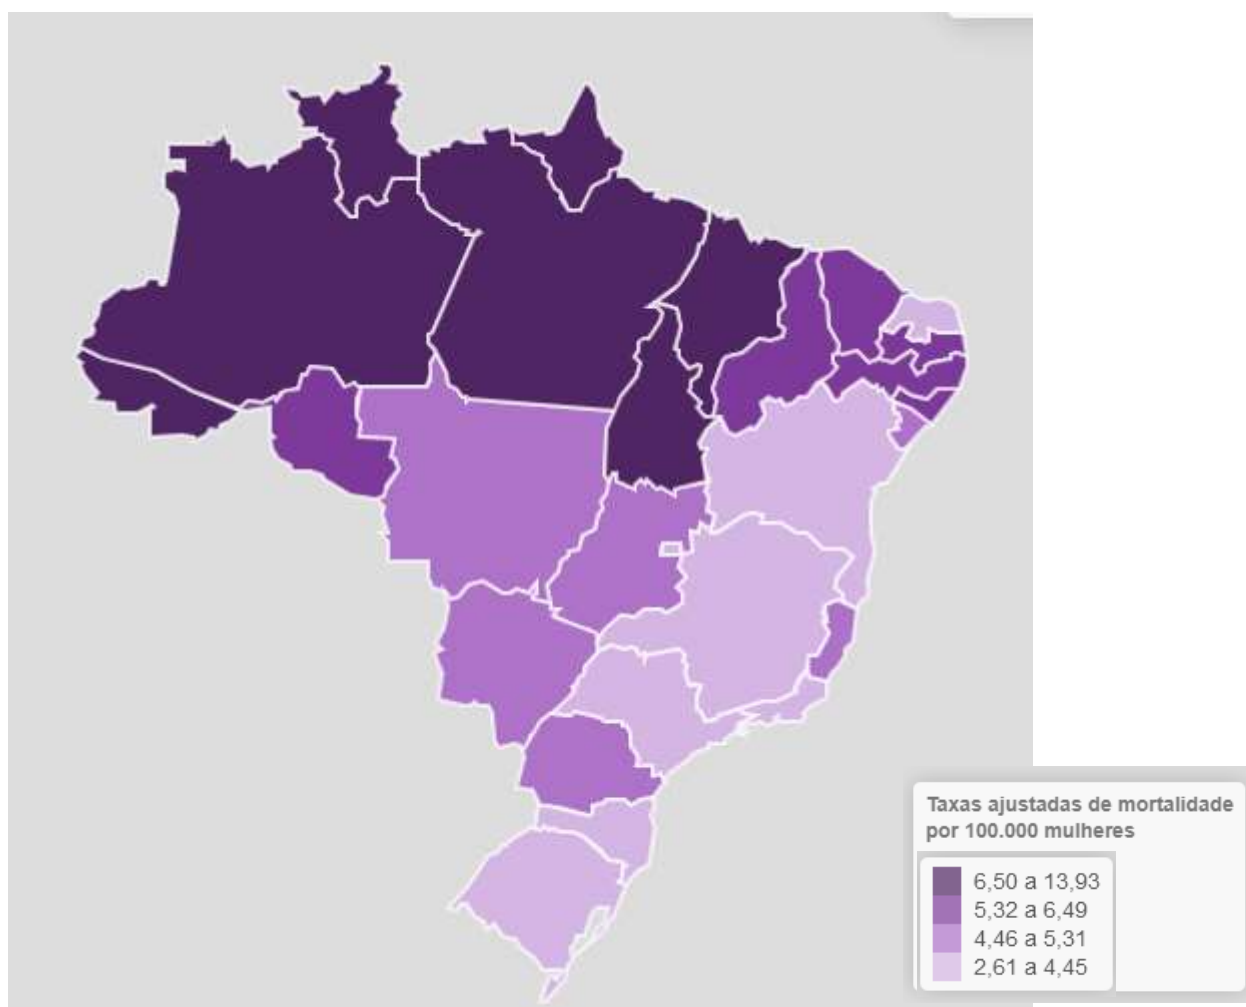 Taxas ajustadas de mortalidade
por 100.000 mulheres
6,50 a 13,93
5,32 a 6,49
4,46 a 5,31
2,61 a 4,45